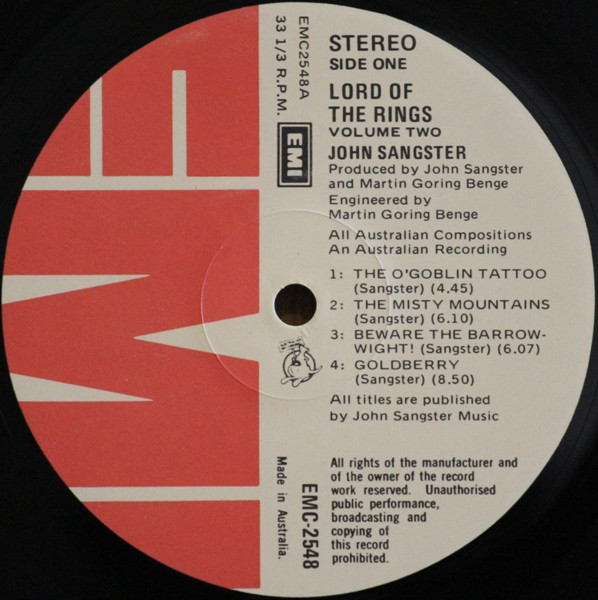 STEREO
SIDE ONE
LORD OF
THE RINGS
VOLUME TWO
JOHN SANGSTER
Produced by John Sangster
and Martin Goring Benge
Engineered by
Martin Goring Benge
All Australian Compositions
An Australian Recording
1: THE O'GOBLIN TATTOO
(Sangster) (4.45)
2: THE MISTY MOUNTAINS
(Sangster) (6.10)
3: BEWARE THE BARROW-
WIGHT! (Sangster) (6.07)
4: GOLDBERRY
(Sangster) (8.50)
All titles are published
by John Sangster Music
All rights of the manufacturer and
of the owner of the record
work reserved. Unauthorised
public performance,
broadcasting and
copying of
this record
prohibited.
EMC2548A
33 1/3 R.P.M.
EMI
EMC-2548
Made in Australia.
EMI